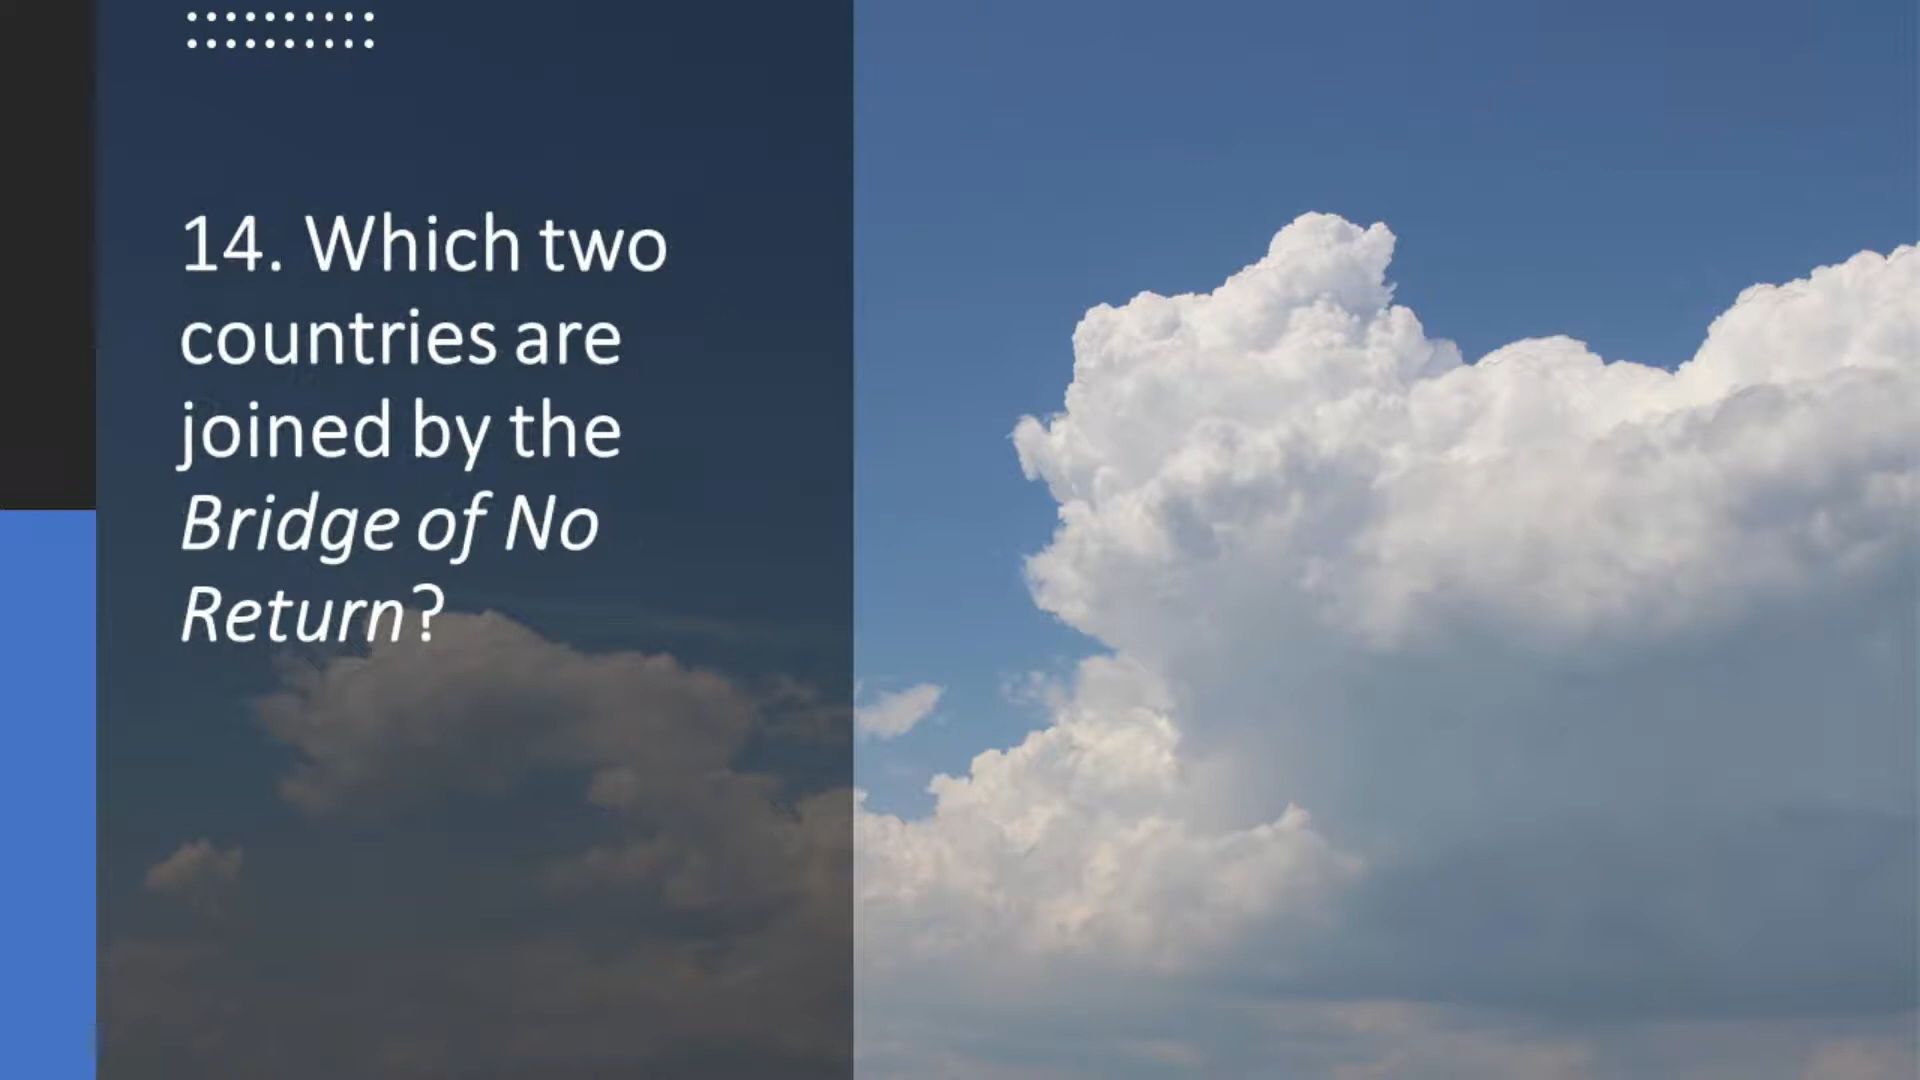 14. Which two
countries are
joined by the
Bridge of No
Return?